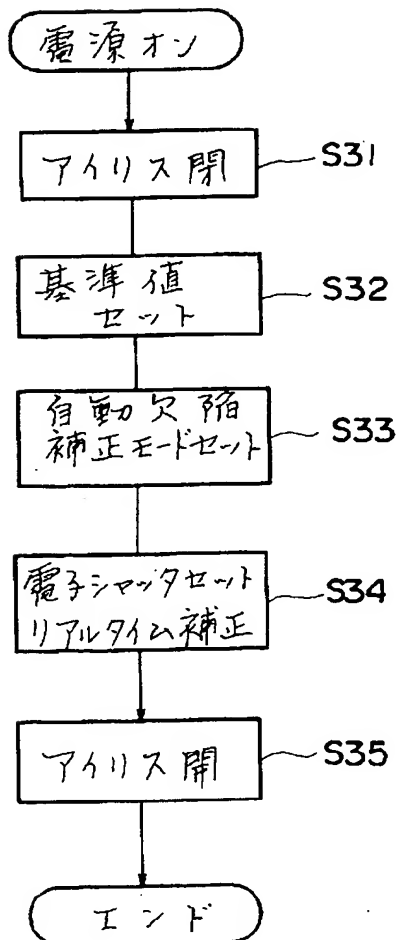 電源オン
アイリス閉
S31
基準値
セット
S32
自動欠陥
補正モードセット
S33
電子シャッタセット
リアルタイム補正
S34
アイリス開
S35
エンド